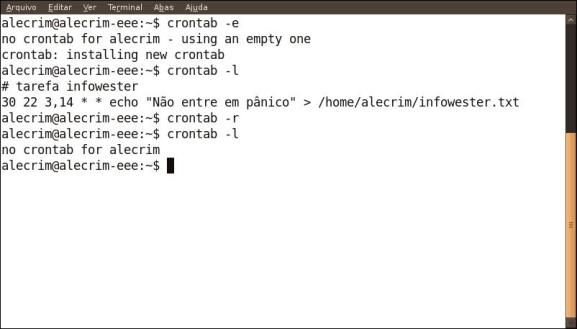 Arquivo Editar Ver Terminal Abas Ajuda
alecrim@alecrim-eee:~$ crontab -e
no crontab for alecrim - using an empty one
crontab: installing new crontab
alecrim@alecrim-eee:~$ crontab -l
# tarefa infowester
30 22 3,14 * * echo "Não entre em pânico" > /home/alecrim/infowester.txt
alecrim@alecrim-eee:~$ crontab -r
alecrim@alecrim-eee:~$ crontab -l
no crontab for alecrim
alecrim@alecrim-eee:~$